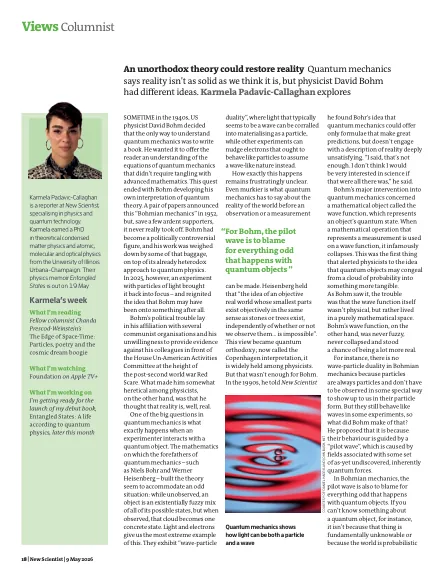 Views Columnist
An unorthodox theory could restore reality Quantum mechanics
says reality isn't as solid as we think it is, but physicist David Bohm
had different ideas. Karmela Padavic-Callaghan explores
Karmela Padavic-Callaghan
is a reporter at New Scientist
specialising in physics and
quantum technology.
Karmela earned a PhD
in theoretical condensed
matter physics and atomic,
molecular and optical physics
from the University of Illinois
Urbana-Champaign. Their
physics memoir Entangled
States is out on 19 May
Karmela's week
What I'm reading
Fellow columnist Chanda
Prescod-Weinstein's
The Edge of Space-Time:
Particles, poetry and the
cosmic dream boogie
What I'm watching
Foundation on Apple TV+
What I'm working on
I'm getting ready for the
launch of my debut book,
Entangled States: A life
according to quantum
physics, later this month
SOMETIME in the 1940s, US
physicist David Bohm decided
that the only way to understand
quantum mechanics was to write
a book. He wanted to offer the
reader an understanding of the
equations of quantum mechanics
that didn't require tangling with
advanced mathematics. This quest
ended with Bohm developing his
own interpretation of quantum
theory. A pair of papers announced
this "Bohmian mechanics" in 1952,
but, save a few ardent supporters,
it never really took off. Bohm had
become a politically controversial
figure, and his work was weighed
down by some of that baggage,
on top of its already heterodox
approach to quantum physics.
In 2025, however, an experiment
with particles of light brought
it back into focus – and reignited
the idea that Bohm may have
been onto something after all.
Bohm's political trouble lay
in his affiliation with several
communist organisations and his
unwillingness to provide evidence
against his colleagues in front of
the House Un-American Activities
Committee at the height of
the post-second world war Red
Scare. What made him somewhat
heretical among physicists,
on the other hand, was that he
thought that reality is, well, real.
One of the big questions in
quantum mechanics is what
exactly happens when an
experimenter interacts with a
quantum object. The mathematics
on which the forefathers of
quantum mechanics – such
as Niels Bohr and Werner
Heisenberg – built the theory
seem to accommodate an odd
situation: while unobserved, an
object is an existentially fuzzy mix
of all of its possible states, but when
observed, that cloud becomes one
concrete state. Light and electrons
give us the most extreme example
of this. They exhibit "wave-particle
duality", where light that typically
seems to be a wave can be corralled
into materialising as a particle,
while other experiments can
nudge electrons that ought to
behave like particles to assume
a wave-like nature instead.
How exactly this happens
remains frustratingly unclear.
Even murkier is what quantum
mechanics has to say about the
reality of the world before an
observation or a measurement
"For Bohm, the pilot
wave is to blame
for everything odd
that happens with
quantum objects"
can be made. Heisenberg held
that "the idea of an objective
real world whose smallest parts
exist objectively in the same
sense as stones or trees exist,
independently of whether or not
we observe them… is impossible".
This view became quantum
orthodoxy; now called the
Copenhagen interpretation, it
is widely held among physicists.
But that wasn't enough for Bohm.
In the 1990s, he told New Scientist
Quantum mechanics shows
how light can be both a particle
and a wave
he found Bohr's idea that
quantum mechanics could offer
only formulae that make great
predictions, but doesn't engage
with a description of reality deeply
unsatisfying. "I said, that's not
enough. I don't think I would
be very interested in science if
that were all there was," he said.
Bohm's major intervention
into quantum mechanics concerned
a mathematical object called the
wave function, which represents
an object's quantum state. When
a mathematical operation that
represents a measurement is used
on a wave function, it infamously
collapses. This was the first thing
that alerted physicists to the idea
that quantum objects may congeal
from a cloud of probability into
something more tangible.
As Bohm saw it, the trouble
was that the wave function itself
wasn't physical, but rather lived
in a purely mathematical space.
Bohm's wave function, on the
other hand, was never fuzzy,
never collapsed and stood
a chance of being a lot more real.
For instance, there is no
wave-particle duality in Bohmian
mechanics because particles
are always particles and don't have
to be observed in some special way
to show up to us in their particle
form. But they still behave like
waves in some experiments, so
what did Bohm make of that?
He proposed that it is because
their behaviour is guided by a
"pilot wave", which is caused by
fields associated with some set
of as-yet undiscovered, inherently
quantum forces.
In Bohmian mechanics, the
pilot wave is also to blame for
everything odd that happens
with quantum objects. If you
can't know something about
a quantum object, for instance,
it isn't because that thing is
fundamentally unknowable or
because the world is probabilistic
18 | New Scientist | 9 May 2026